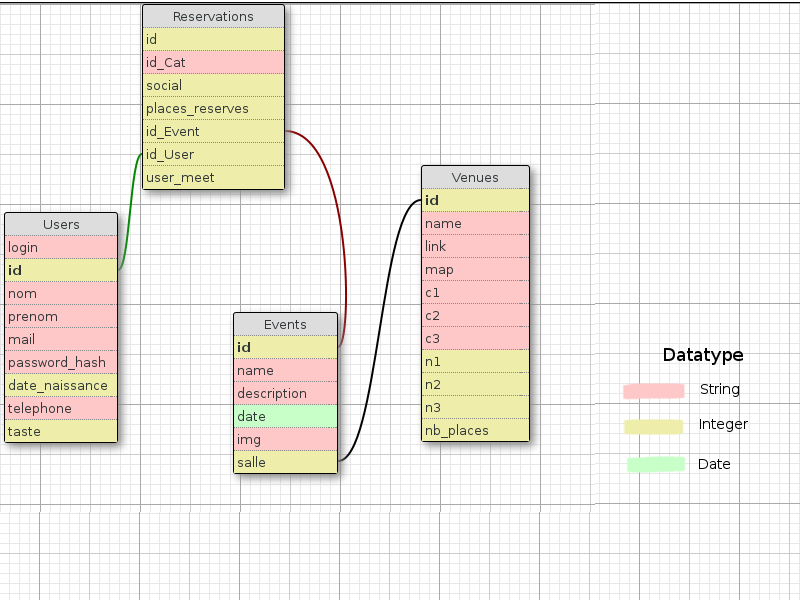 Reservations
id
id_Cat
social
places_reserves
id_Event
id_User
user_meet
Users
login
id
nom
prenom
mail
password_hash
date_naissance
telephone
taste
Events
id
name
description
date
img
salle
Venues
id
name
link
map
c1
c2
c3
n1
n2
n3
nb_places
Datatype
String
Integer
Date